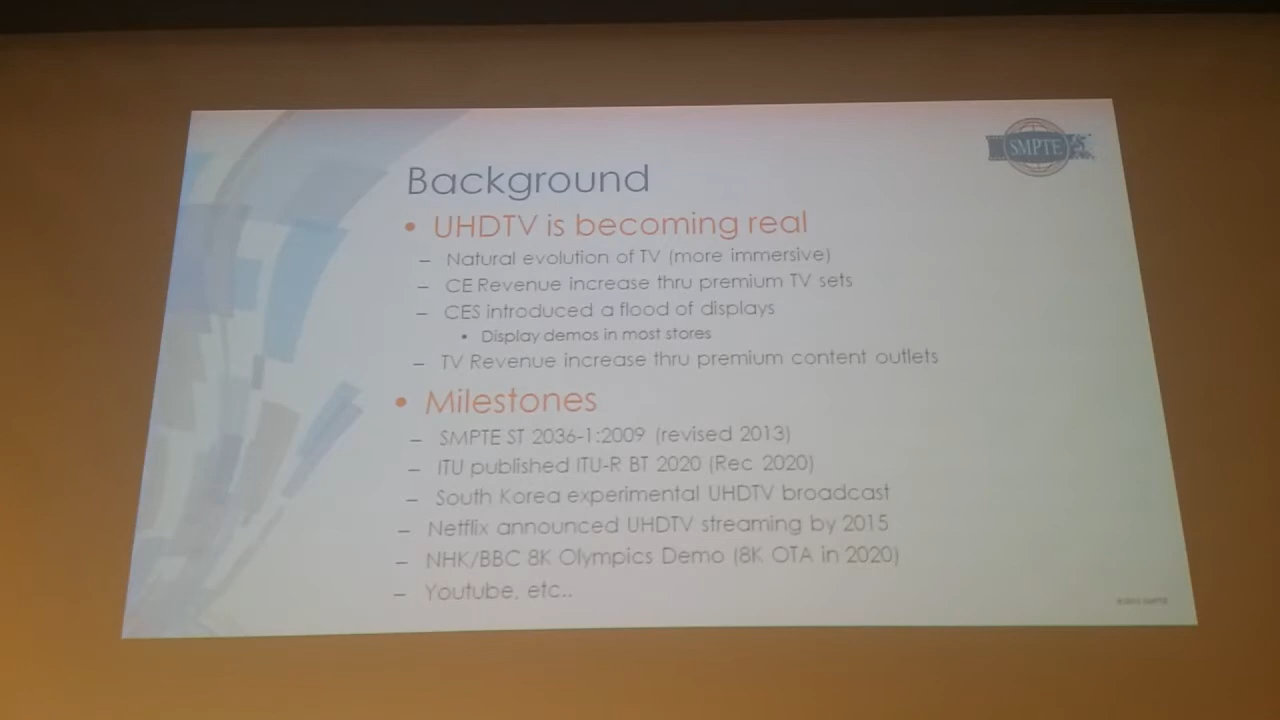 SMPTE
Background
• UHDTV is becoming real
– Natural evolution of TV (more immersive)
– CE Revenue increase thru premium TV sets
– CES introduced a flood of displays
• Display demos in most stores
– TV Revenue increase thru premium content outlets
• Milestones
– SMPTE ST 2036-1:2009 (revised 2013)
– ITU published ITU-R BT 2020 (Rec 2020)
– South Korea experimental UHDTV broadcast
– Netflix announced UHDTV streaming by 2015
– NHK/BBC 8K Olympics Demo (8K OTA in 2020)
– Youtube, etc..